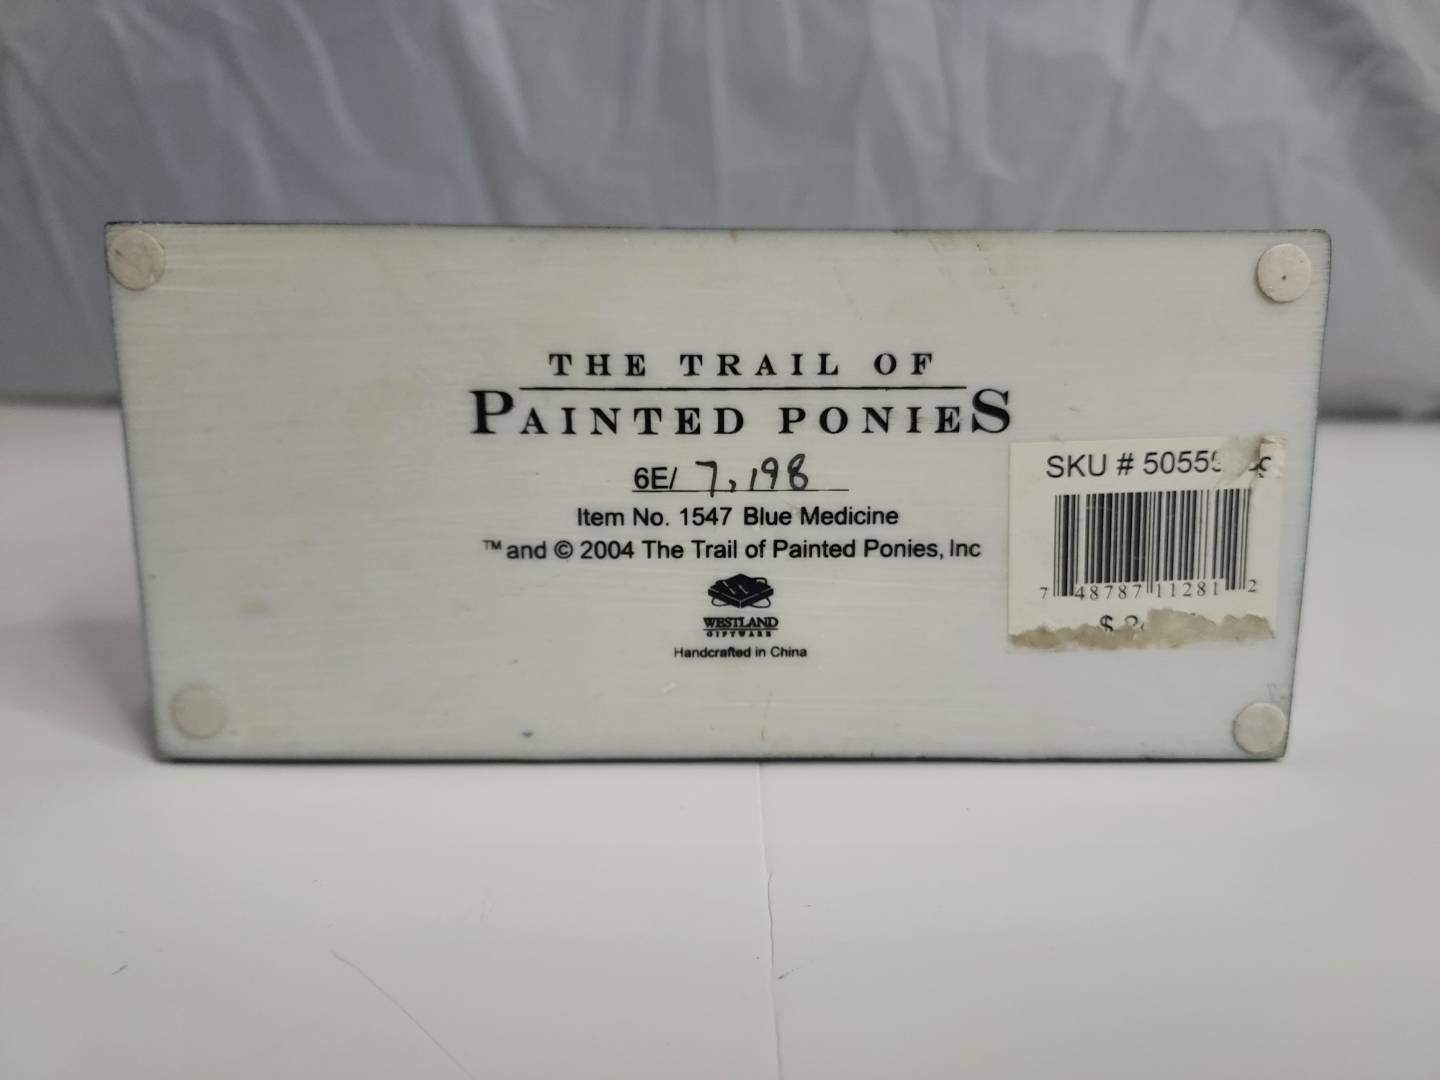 THE TRAIL OF
PAINTED PONIES
6E/ 7,198
Item No. 1547 Blue Medicine
™ and © 2004 The Trail of Painted Ponies, Inc
WESTLAND
GIFTWARE
Handcrafted in China
SKU #
7 48787 11281 2
$